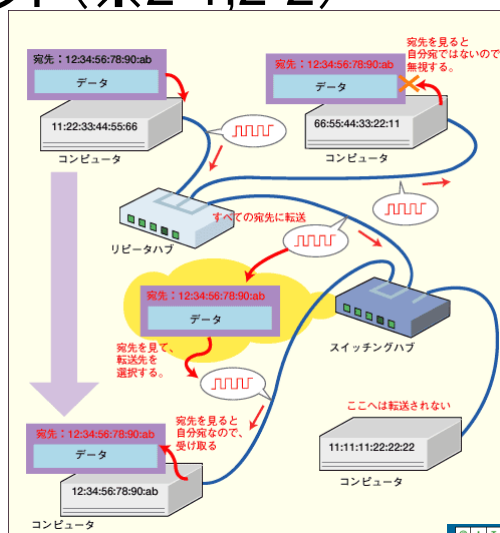 宛先：12:34:56:78:90:ab
データ
11:22:33:44:55:66
コンピュータ
宛先を見ると
自分宛ではないので
無視する。
宛先：12:34:56:78:90:ab
データ
66:55:44:33:22:11
コンピュータ
リピータハブ
すべての宛先に転送
宛先：12:34:56:78:90:ab
データ
宛先を見て、
転送先を
選択する。
スイッチングハブ
宛先を見ると
自分宛なので、
受け取る
宛先：12:34:56:78:90:ab
データ
12:34:56:78:90:ab
コンピュータ
ここへは転送されない
11:11:11:22:22:22
コンピュータ